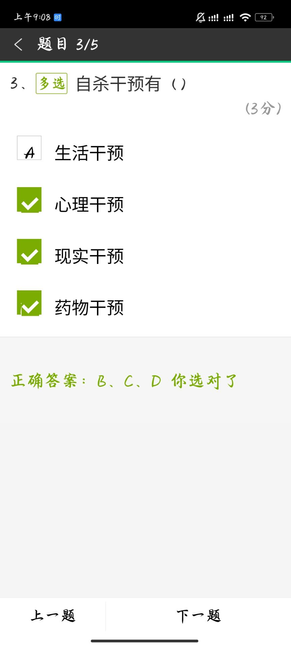 上午9:03 92
题目 3/5
3、多选 自杀干预有（）
(3分)
A 生活干预
心理干预
现实干预
药物干预
正确答案：B、C、D 你选对了
上一题 下一题